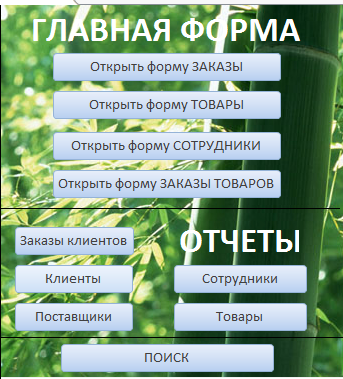 ГЛАВНАЯ ФОРМА
Открыть форму ЗАКАЗЫ
Открыть форму ТОВАРЫ
Открыть форму СОТРУДНИКИ
Открыть форму ЗАКАЗЫ ТОВАРОВ
Заказы клиентов
ОТЧЕТЫ
Клиенты
Сотрудники
Поставщики
Товары
ПОИСК